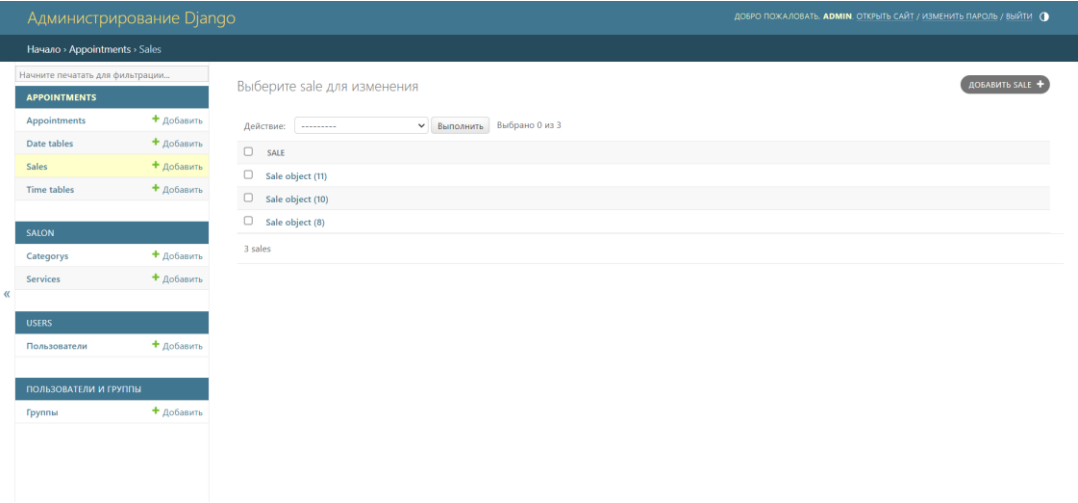 Администрирование Django
ДОБРО ПОЖАЛОВАТЬ, ADMIN. ОТКРЫТЬ САЙТ / ИЗМЕНИТЬ ПАРОЛЬ / ВЫЙТИ
Начало › Appointments › Sales
Начните печатать для фильтрации...
APPOINTMENTS
Appointments + Добавить
Date tables + Добавить
Sales + Добавить
Time tables + Добавить
SALON
Categorys + Добавить
Services + Добавить
«
USERS
Пользователи + Добавить
ПОЛЬЗОВАТЕЛИ И ГРУППЫ
Группы + Добавить
Выберите sale для изменения
ДОБАВИТЬ SALE +
Действие: --------- Выполнить Выбрано 0 из 3
SALE
Sale object (11)
Sale object (10)
Sale object (8)
3 sales